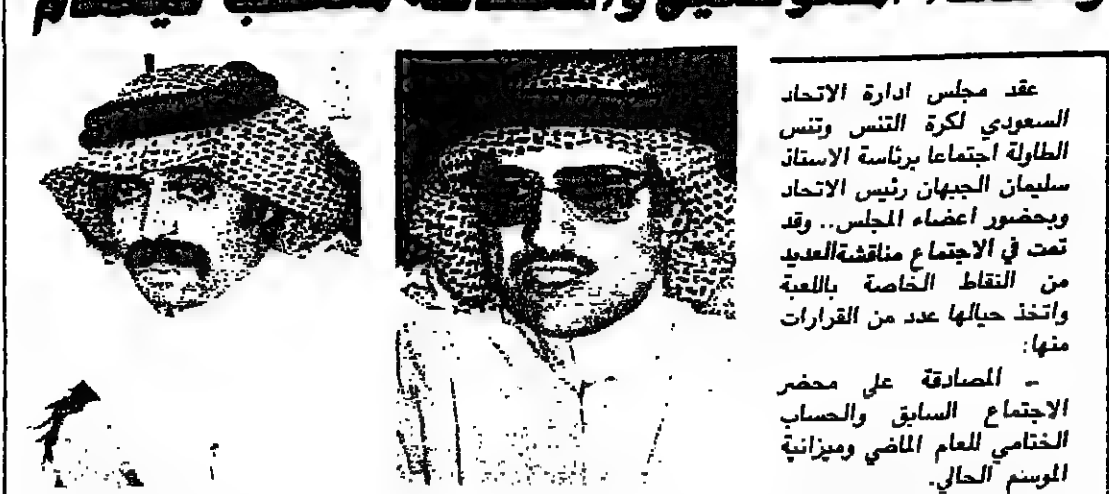 عقد مجلس ادارة الاتحاد
السعودي لكرة التنس وتنس
الطاولة اجتماعا برئاسة الاستاذ
سليمان الجبهان رئيس الاتحاد
وبحضور اعضاء المجلس.. وقد
تمت في الاجتماع مناقشة العديد
من النقاط الخاصة باللعبة
واتخذ حيالها عدد من القرارات
منها:
- المصادقة على محضر
الاجتماع السابق والحساب
الختامي للعام الماضي وميزانية
الموسم الحالي.